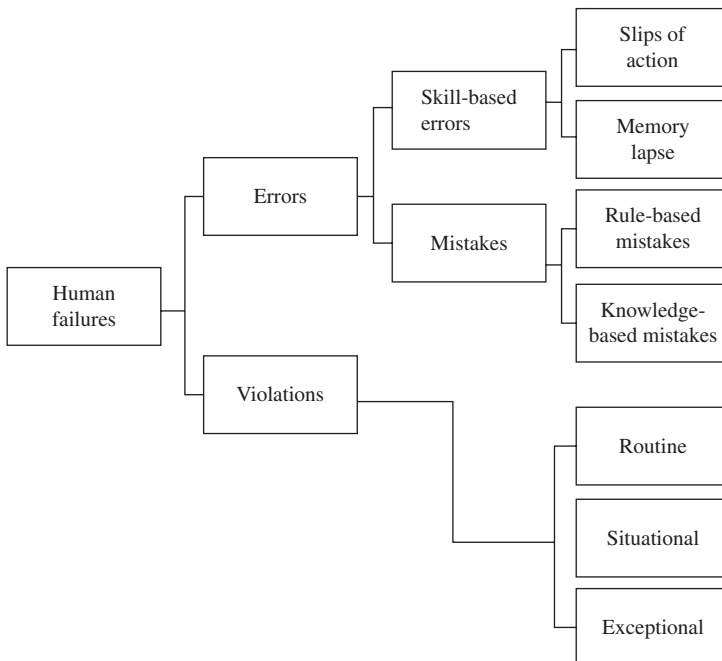 Slips of
action
Skill-based
errors
Memory
lapse
Errors
Rule-based
mistakes
Mistakes
Human
failures
Knowledge-
based mistakes
Violations
Routine
Situational
Exceptional